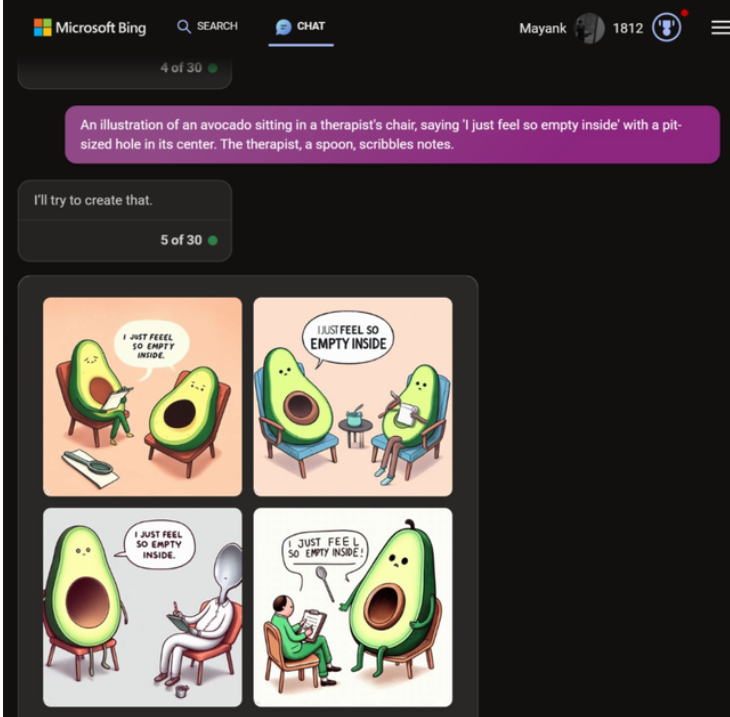 Microsoft Bing
SEARCH
CHAT
Mayank
1812
4 of 30
An illustration of an avocado sitting in a therapist's chair, saying 'I just feel so empty inside' with a pit-
sized hole in its center. The therapist, a spoon, scribbles notes.
I'll try to create that.
5 of 30
I JUST FEEEL
SO EMPTY
INSIDE.
I JUST FEEL SO
EMPTY INSIDE
I JUST FEEL
SO EMPTY
INSIDE.
I JUST FEEL
SO EMPTY INSIDE!